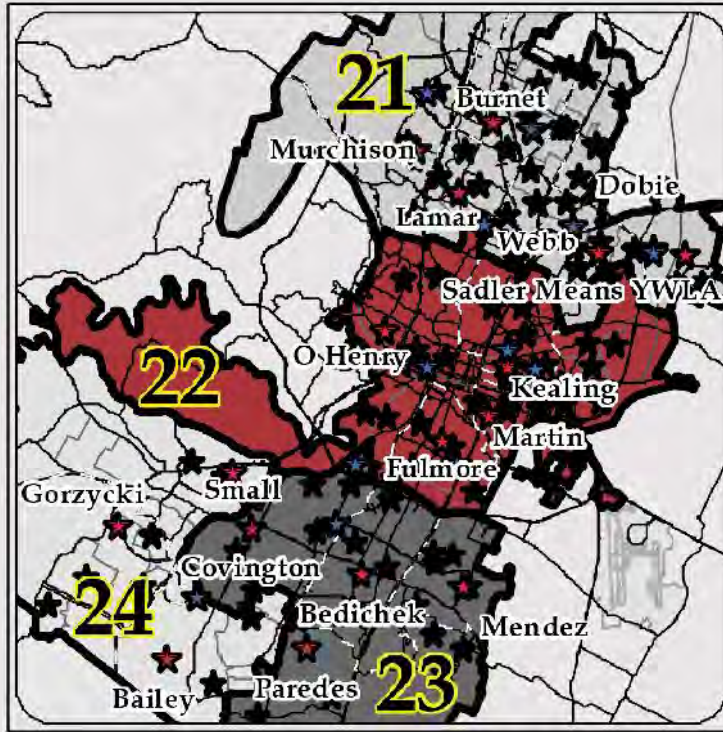 21
Burnet
Murchison
Dobie
Lamar
Webb
Sadler Means YWLA
O Henry
22
Kealing
Martin
Fulmore
Gorzycki
Small
Covington
24
Bedichek
Mendez
Bailey
Paredes
23